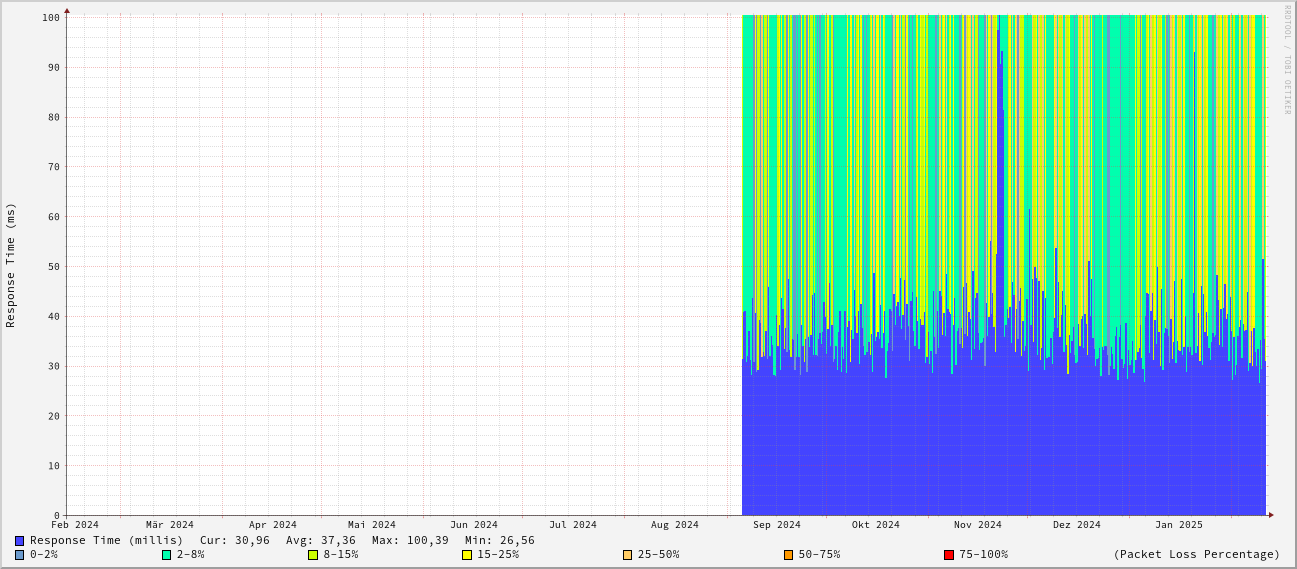 RRDTOOL / TOBI OETIKER
Response Time (ms)
100
90
80
70
60
50
40
30
20
10
0
Feb 2024 Mär 2024 Apr 2024 Mai 2024 Jun 2024 Jul 2024 Aug 2024 Sep 2024 Okt 2024 Nov 2024 Dez 2024 Jan 2025
Response Time (millis) Cur: 30,96 Avg: 37,36 Max: 100,39 Min: 26,56
0-2% 2-8% 8-15% 15-25% 25-50% 50-75% 75-100% (Packet Loss Percentage)